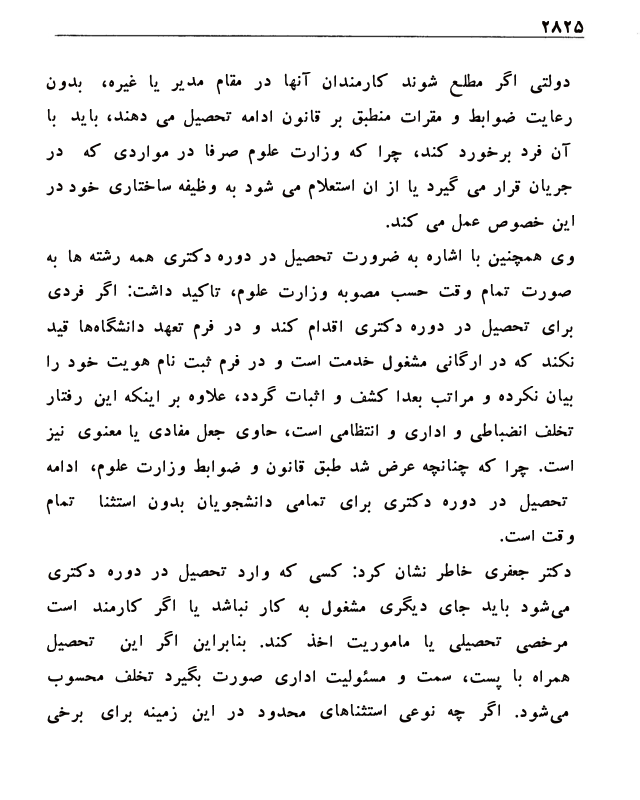 ۲۸۲۵
دولتی اگر مطلع شوند کارمندان آنها در مقام مدیر یا غیره، بدون
رعایت ضوابط و مقرات منطبق بر قانون ادامه تحصیل می دهند، باید با
آن فرد برخورد کند، چرا که وزارت علوم صرفا در مواردی که در
جریان قرار می گیرد یا از ان استعلام می شود به وظیفه ساختاری خود در
این خصوص عمل می کند.
وی همچنین با اشاره به ضرورت تحصیل در دوره دکتری همه رشته ها به
صورت تمام وقت حسب مصوبه وزارت علوم، تاکید داشت: اگر فردی
برای تحصیل در دوره دکتری اقدام کند و در فرم تعهد دانشگاه‌ها قید
نکند که در ارگانی مشغول خدمت است و در فرم ثبت نام هویت خود را
بیان نکرده و مراتب بعدا کشف و اثبات گردد، علاوه بر اینکه این رفتار
تخلف انضباطی و اداری و انتظامی است، حاوی جعل مفادی یا معنوی نیز
است. چرا که چنانچه عرض شد طبق قانون و ضوابط وزارت علوم، ادامه
تحصیل در دوره دکتری برای تمامی دانشجویان بدون استثنا تمام
وقت است.
دکتر جعفری خاطر نشان کرد: کسی که وارد تحصیل در دوره دکتری
می‌شود باید جای دیگری مشغول به کار نباشد یا اگر کارمند است
مرخصی تحصیلی یا ماموریت اخذ کند. بنابراین اگر این تحصیل
همراه با پست، سمت و مسئولیت اداری صورت بگیرد تخلف محسوب
می‌شود. اگر چه نوعی استثناهای محدود در این زمینه برای برخی